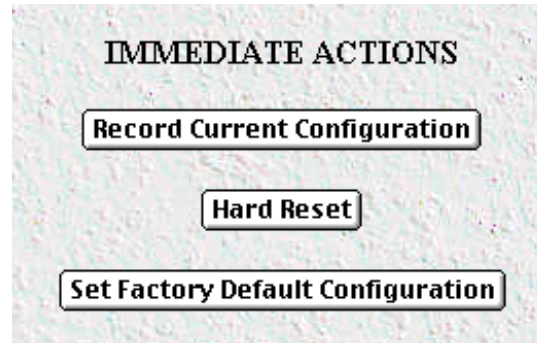 IMMEDIATE ACTIONS
Record Current Configuration
Hard Reset
Set Factory Default Configuration